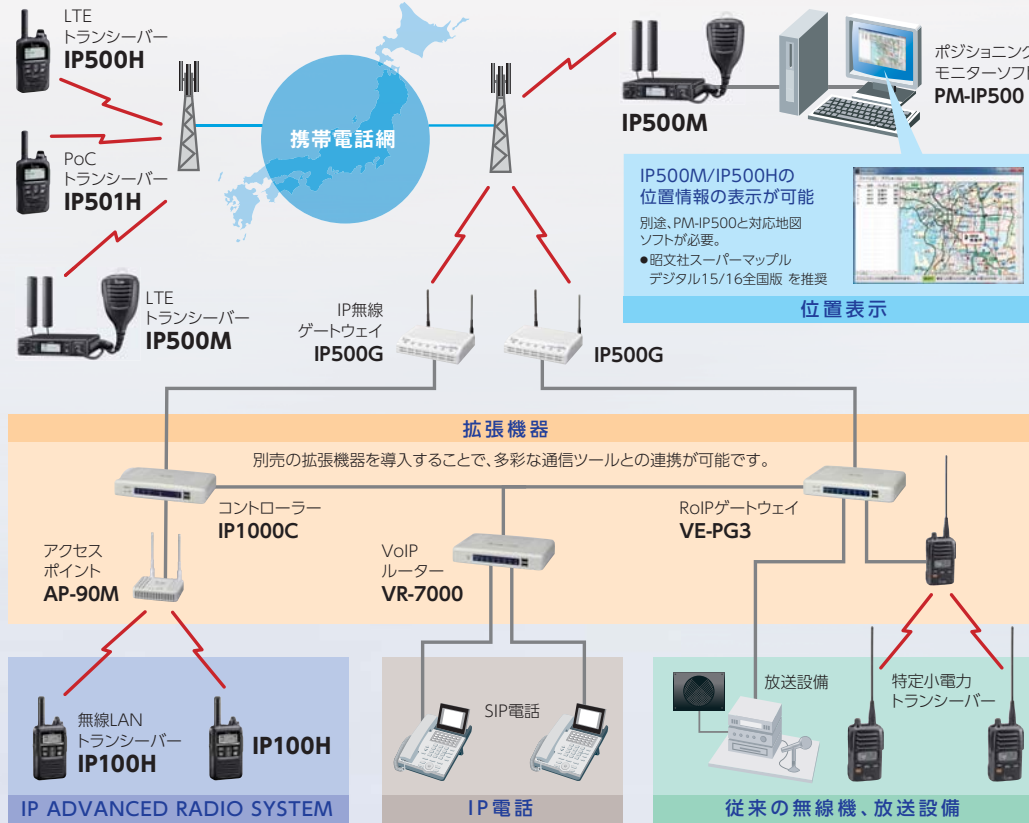 LTE
トランシーバー
IP500H
PoC
トランシーバー
IP501H
LTE
トランシーバー
IP500M
携帯電話網
IP500M
ポジショニング
モニターソフト
PM-IP500
IP500M/IP500Hの
位置情報の表示が可能
別途、PM-IP500と対応地図
ソフトが必要。
●昭文社スーパーマップル
デジタル15/16全国版 を推奨
位置表示
IP無線
ゲートウェイ
IP500G
IP500G
拡張機器
別売の拡張機器を導入することで、多彩な通信ツールとの連携が可能です。
コントローラー
IP1000C
RoIPゲートウェイ
VE-PG3
アクセス
ポイント
AP-90M
VoIP
ルーター
VR-7000
無線LAN
トランシーバー
IP100H
IP100H
IP ADVANCED RADIO SYSTEM
SIP電話
IP電話
放送設備
特定小電力
トランシーバー
従来の無線機、放送設備